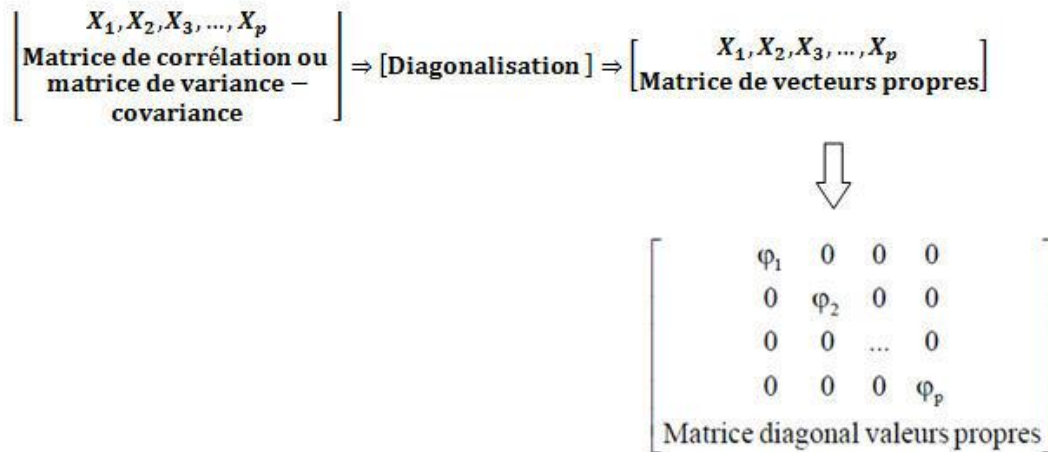 X₁, X₂, X₃, ..., Xₚ
Matrice de corrélation ou
matrice de variance −
covariance
⇒ [Diagonalisation] ⇒
X₁, X₂, X₃, ..., Xₚ
Matrice de vecteurs propres
φ₁ 0 0 0
0 φ₂ 0 0
0 0 ... 0
0 0 0 φₚ
Matrice diagonal valeurs propres